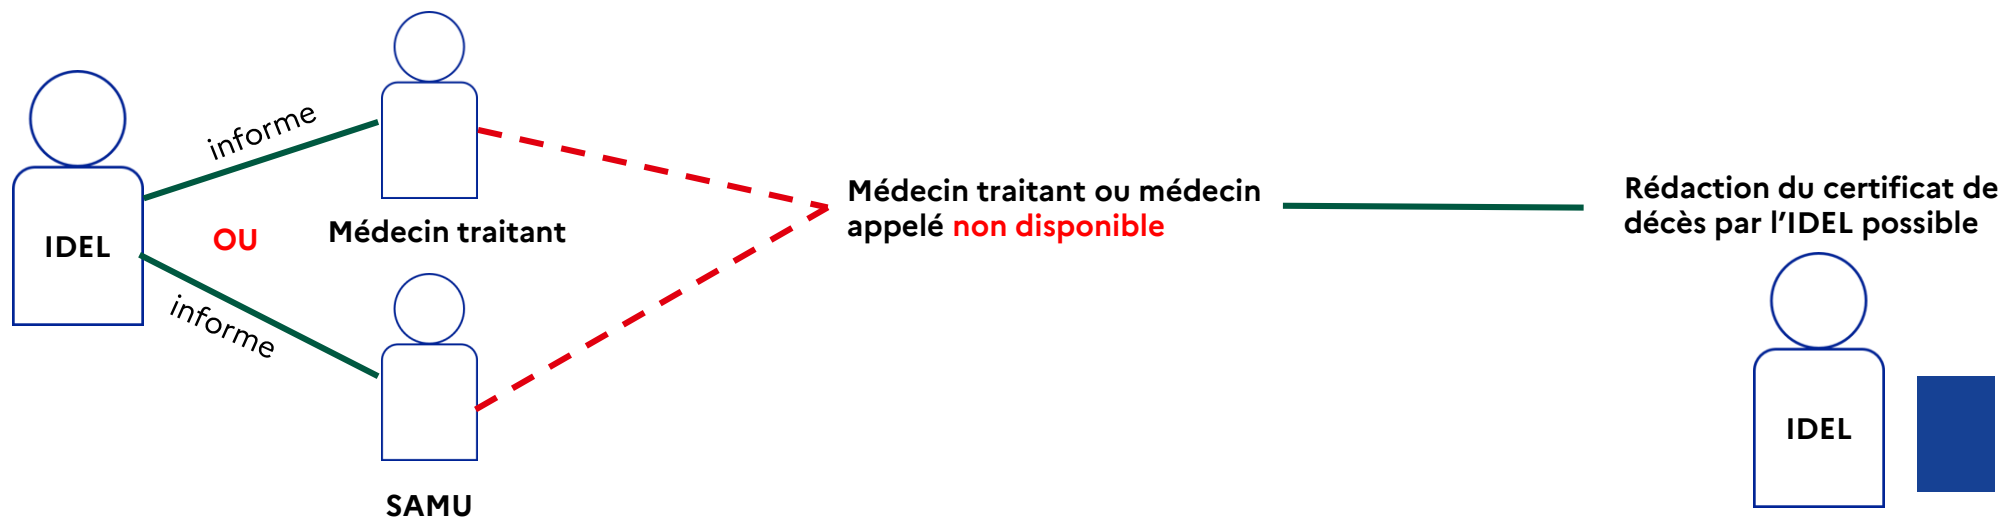 IDEL
informe
OU
informe
Médecin traitant
SAMU
Médecin traitant ou médecin
appelé non disponible
Rédaction du certificat de
décès par l'IDEL possible
IDEL